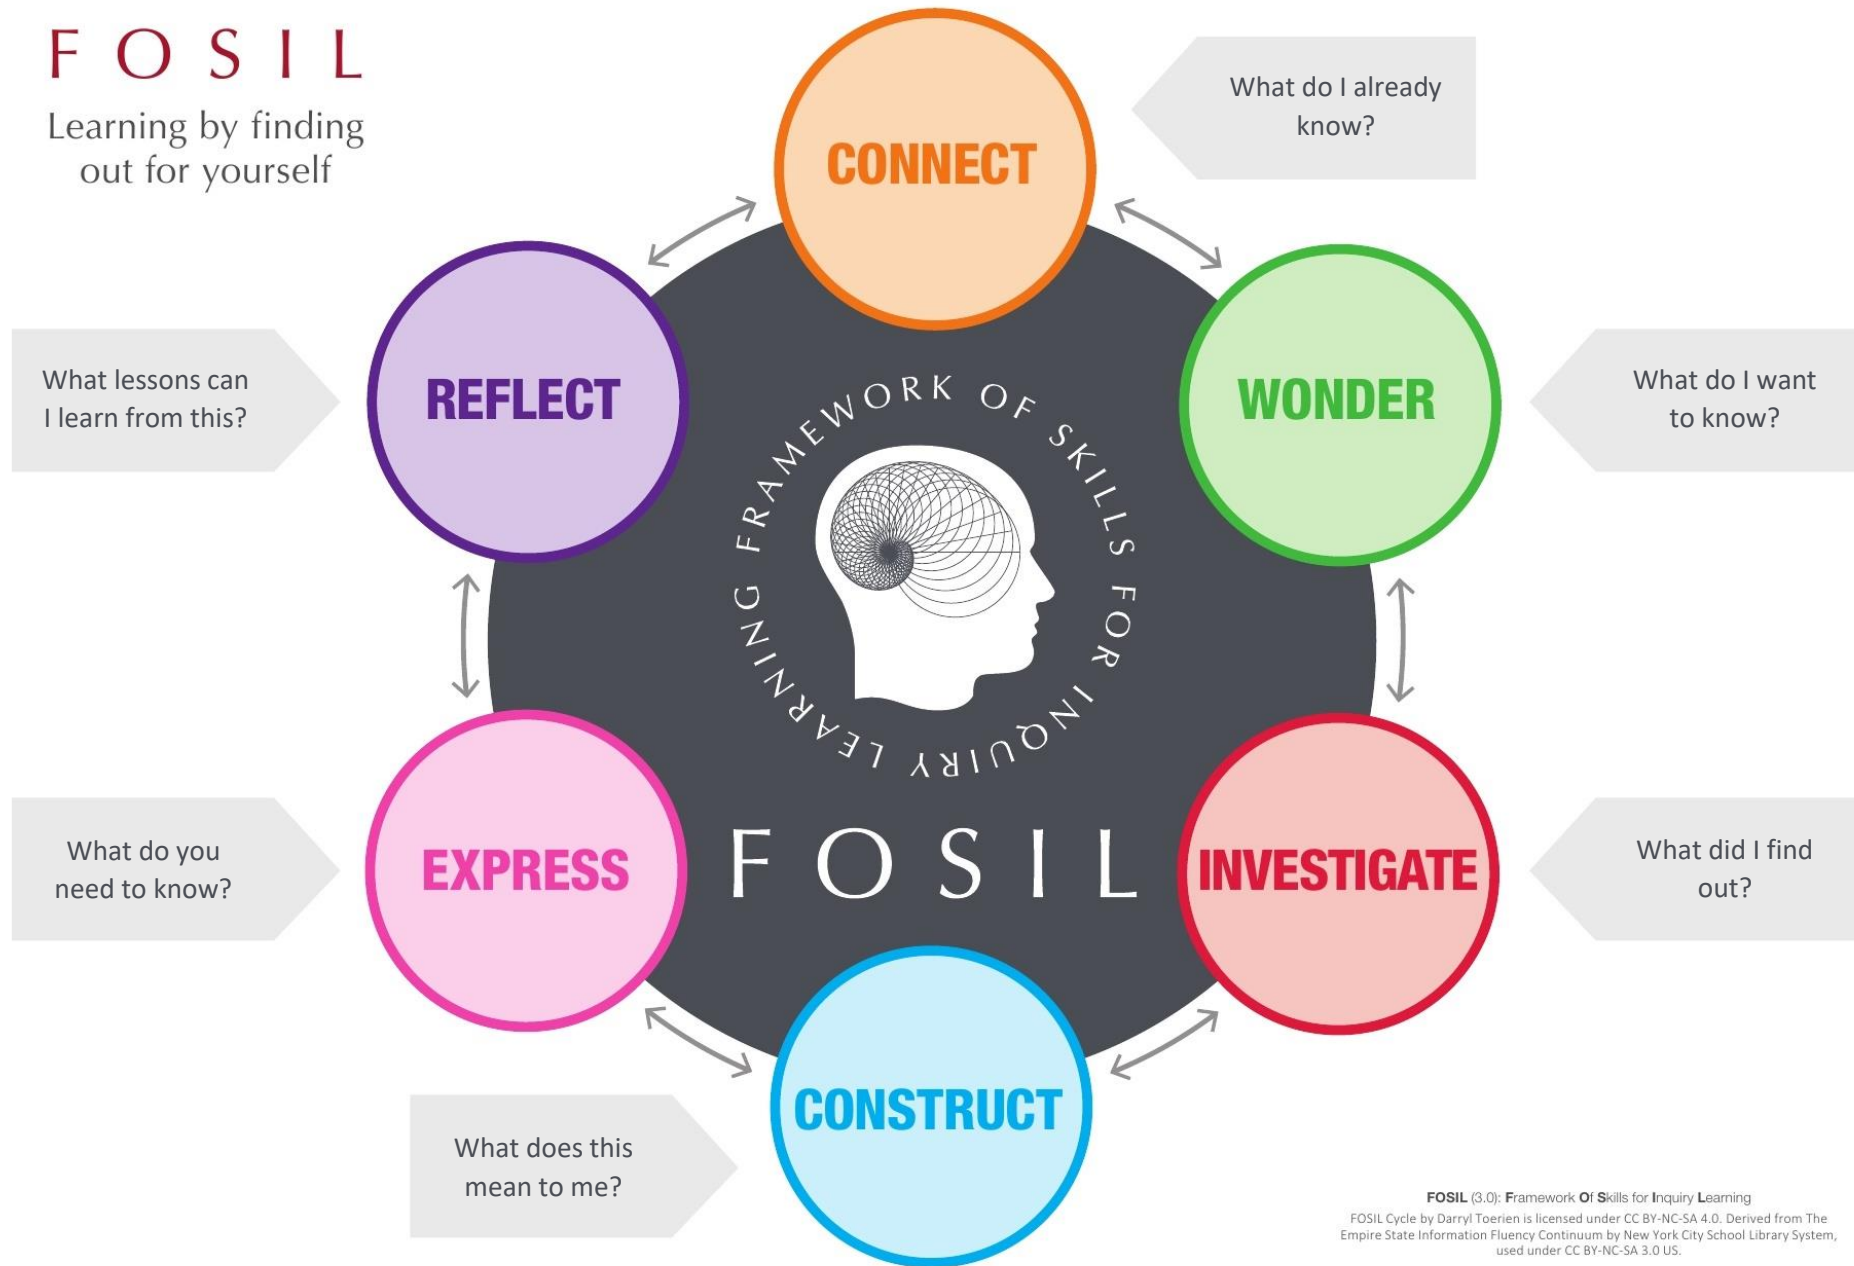 F O S I L
Learning by finding
out for yourself
CONNECT
What do I already
know?
WONDER
What do I want
to know?
INVESTIGATE
What did I find
out?
CONSTRUCT
What does this
mean to me?
EXPRESS
What do you
need to know?
REFLECT
What lessons can
I learn from this?
FRAMEWORK OF SKILLS FOR INQUIRY LEARNING
F O S I L
FOSIL (3.0): Framework Of Skills for Inquiry Learning
FOSIL Cycle by Darryl Toerien is licensed under CC BY-NC-SA 4.0. Derived from The
Empire State Information Fluency Continuum by New York City School Library System,
used under CC BY-NC-SA 3.0 US.